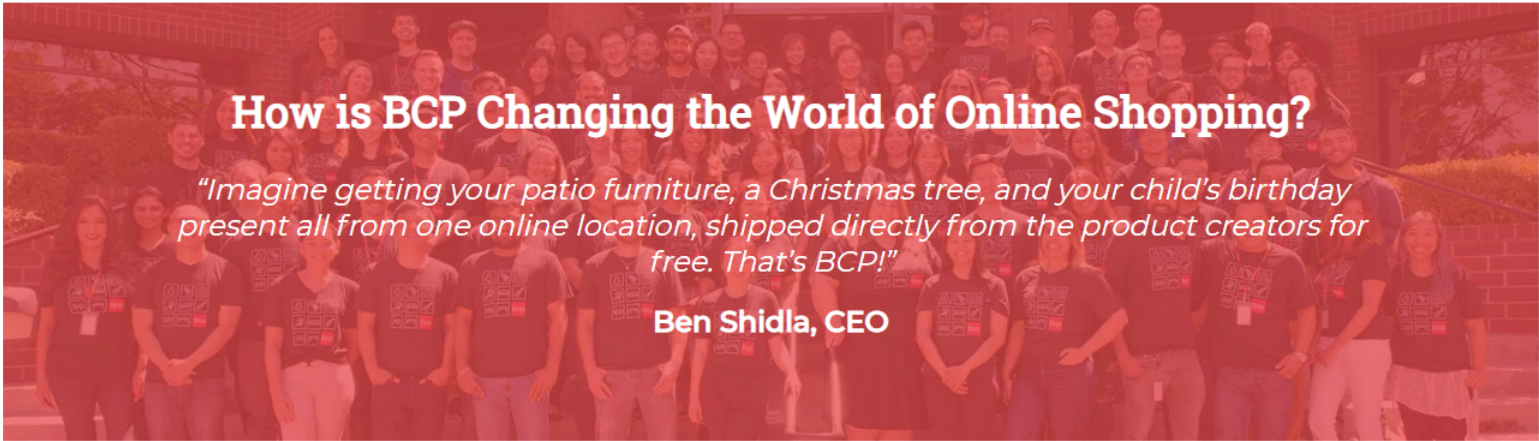 How is BCP Changing the World of Online Shopping?
“Imagine getting your patio furniture, a Christmas tree, and your child’s birthday
present all from one online location, shipped directly from the product creators for
free. That’s BCP!”
Ben Shidla, CEO